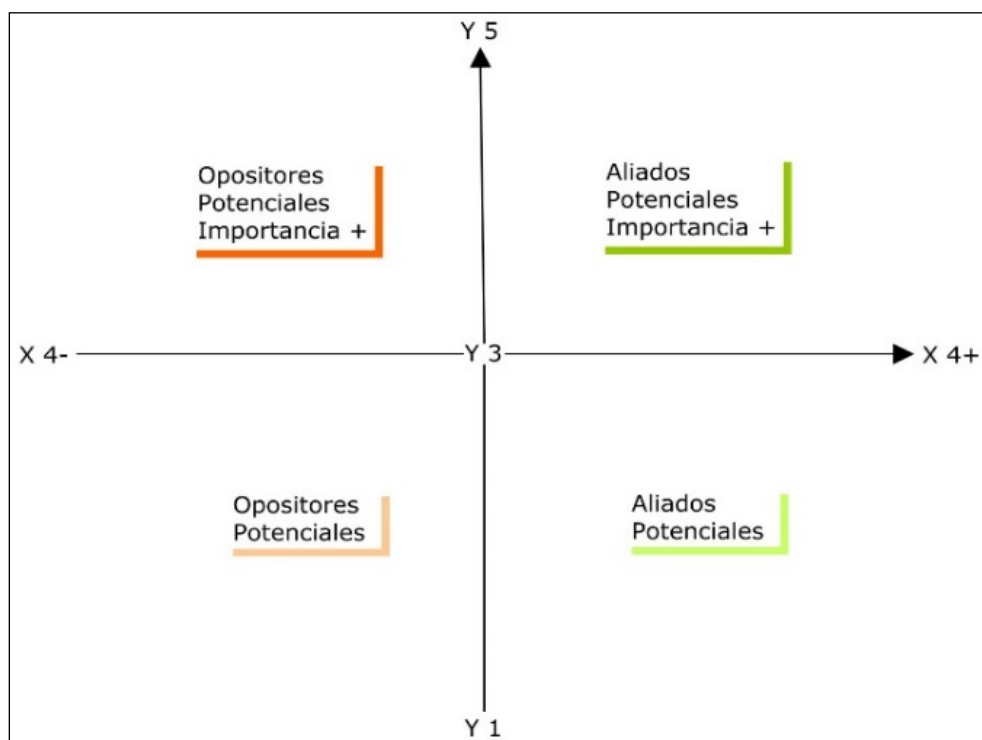 Y 5
Opositores
Potenciales
Importancia +
Aliados
Potenciales
Importancia +
X 4-
Y 3
X 4+
Opositores
Potenciales
Aliados
Potenciales
Y 1